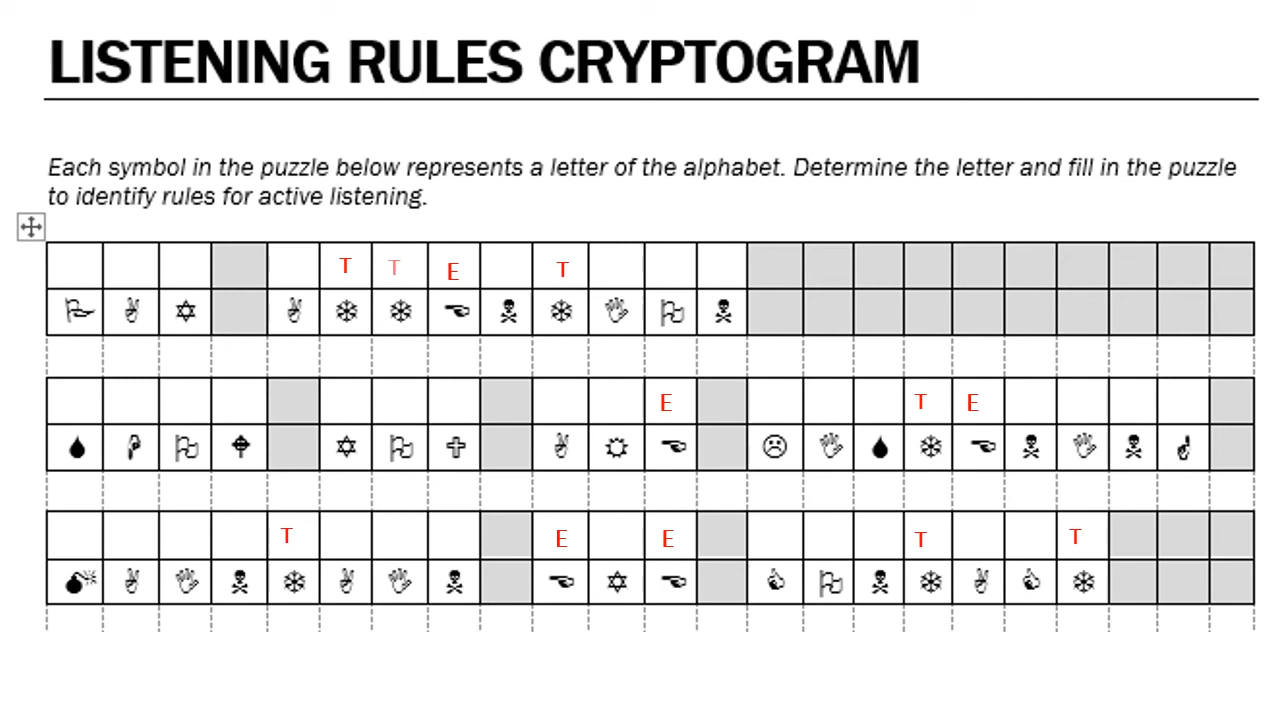 LISTENING RULES CRYPTOGRAM
Each symbol in the puzzle below represents a letter of the alphabet. Determine the letter and fill in the puzzle
to identify rules for active listening.
T T E T
E T E
T E E T T